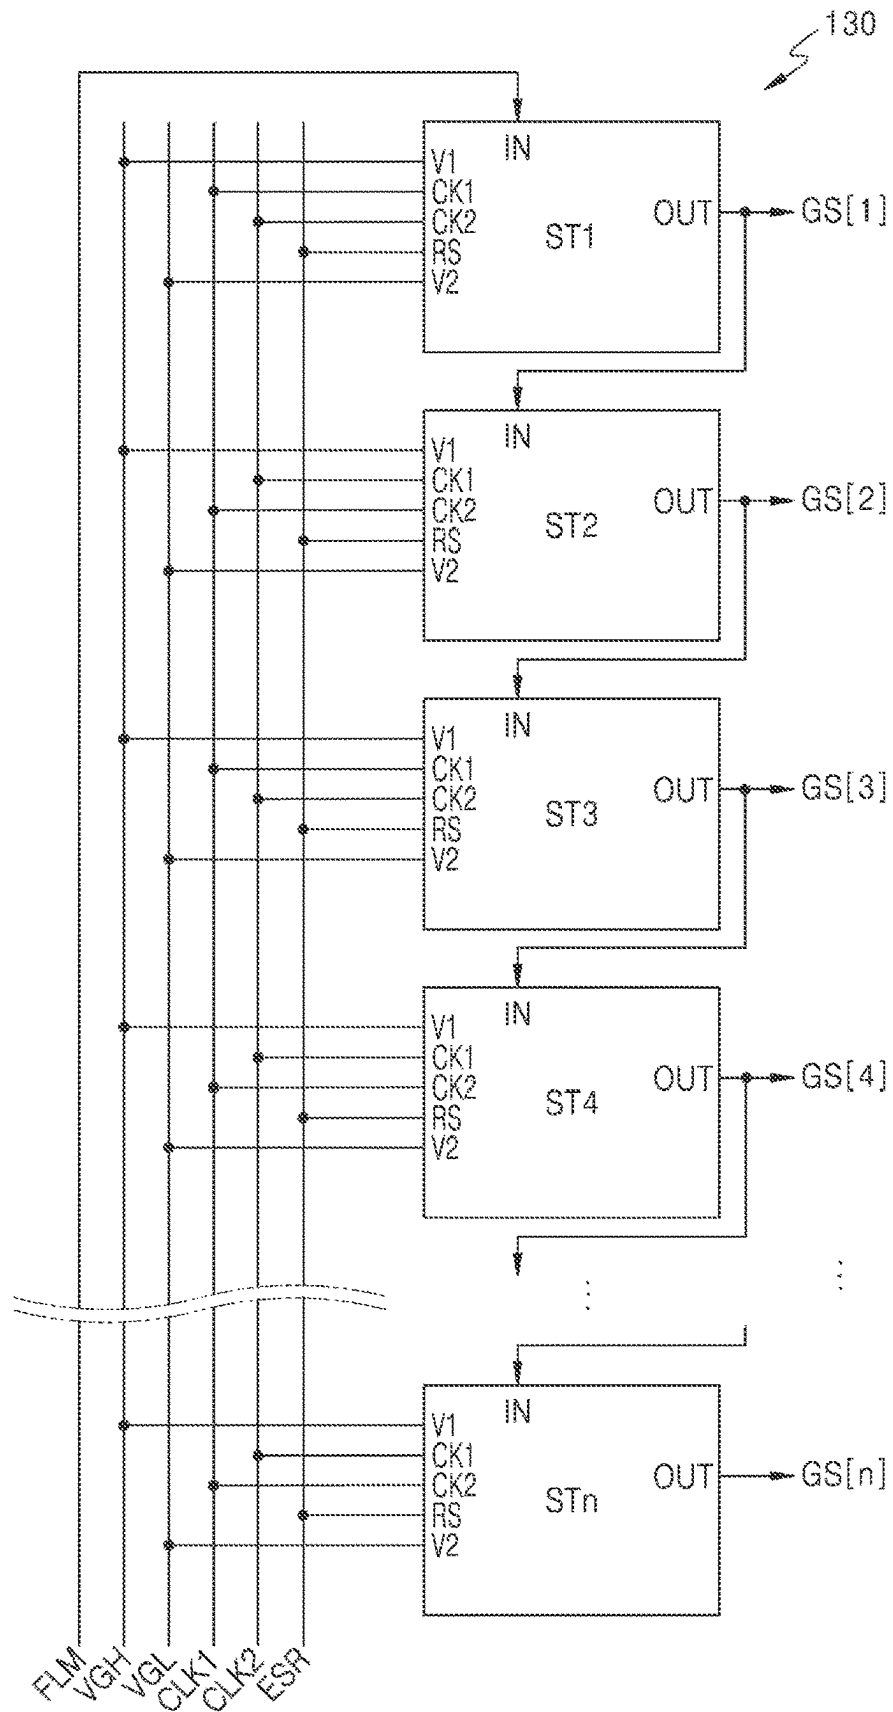 130
IN
V1
CK1
CK2
RS
V2
ST1
OUT
GS[1]
IN
V1
CK1
CK2
RS
V2
ST2
OUT
GS[2]
IN
V1
CK1
CK2
RS
V2
ST3
OUT
GS[3]
IN
V1
CK1
CK2
RS
V2
ST4
OUT
GS[4]
IN
V1
CK1
CK2
RS
V2
STn
OUT
GS[n]
FLM
VGH
VGL
CLK1
CLK2
ESR